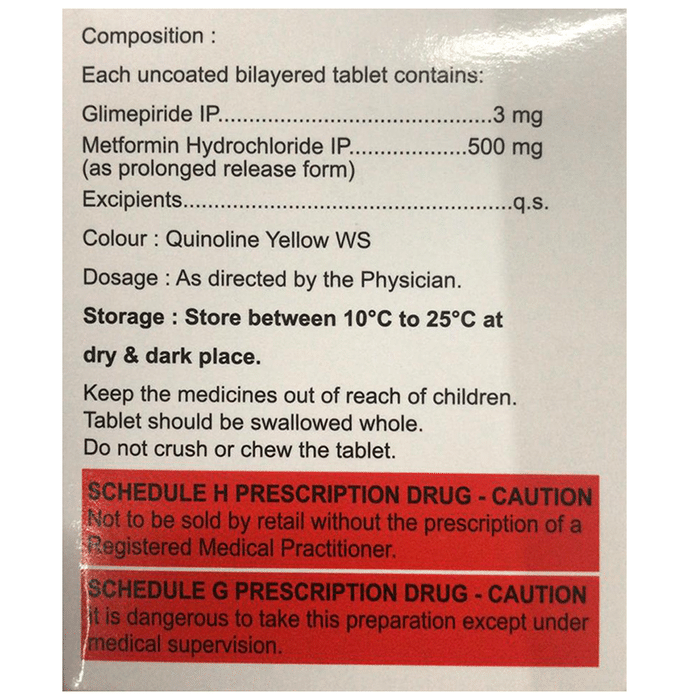 Composition :
Each uncoated bilayered tablet contains:
Glimepiride IP.............................................3 mg
Metformin Hydrochloride IP...................500 mg
(as prolonged release form)
Excipients......................................................q.s.
Colour : Quinoline Yellow WS
Dosage : As directed by the Physician.
Storage : Store between 10°C to 25°C at
dry & dark place.
Keep the medicines out of reach of children.
Tablet should be swallowed whole.
Do not crush or chew the tablet.
SCHEDULE H PRESCRIPTION DRUG - CAUTION
Not to be sold by retail without the prescription of a
Registered Medical Practitioner.
SCHEDULE G PRESCRIPTION DRUG - CAUTION
It is dangerous to take this preparation except under
medical supervision.